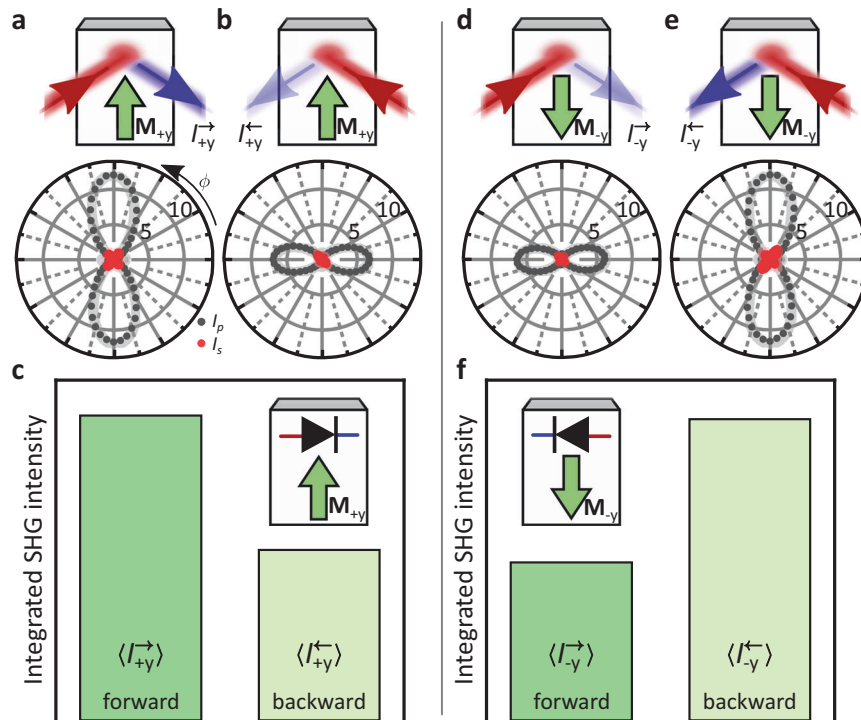 a
b
d
e
M+y
I→+y
I←+y
M+y
M-y
I→-y
I←-y
M-y
ϕ
10
5
10
5
10
5
10
5
Ip
Is
c
Integrated SHG intensity
M+y
⟨I→+y⟩
forward
⟨I←+y⟩
backward
f
Integrated SHG intensity
M-y
⟨I→-y⟩
forward
⟨I←-y⟩
backward